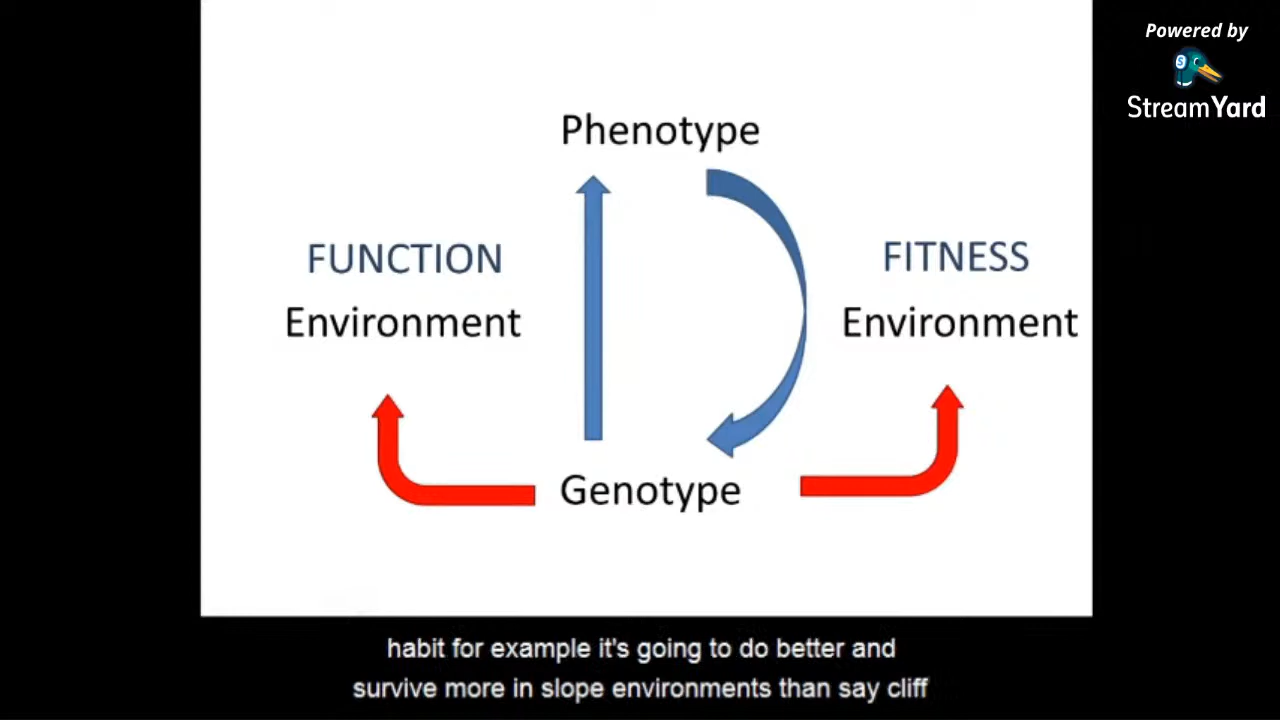 Powered by
StreamYard
Phenotype
FUNCTION
FITNESS
Environment
Environment
Genotype
habit for example it's going to do better and
survive more in slope environments than say cliff